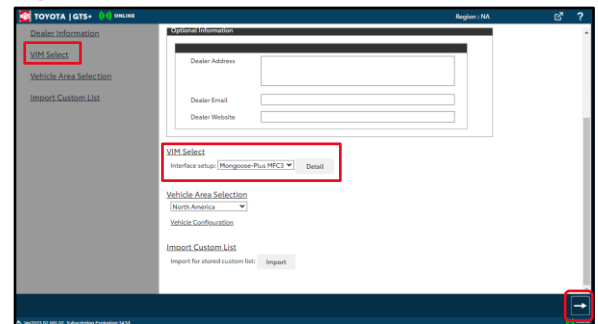 TOYOTA | GTS+ ONLINE Region : NA ?
Dealer Information
VIM Select
Vehicle Area Selection
Import Custom List
Optional Information
Dealer Address
Dealer Email
Dealer Website
VIM Select
Interface setup: Mongoose-Plus MFC3 Detail
Vehicle Area Selection
North America
Vehicle Configuration
Import Custom List
Import for stored custom list: Import